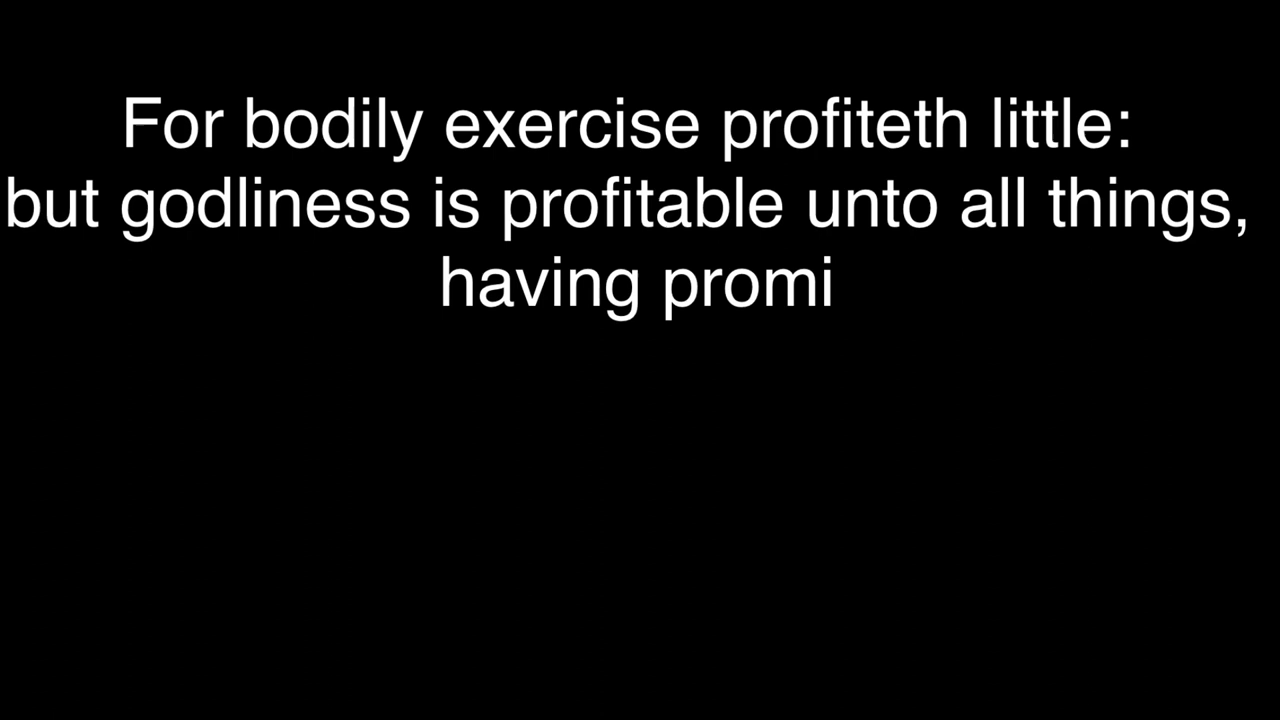 For bodily exercise profiteth little:
but godliness is profitable unto all things,
having promi